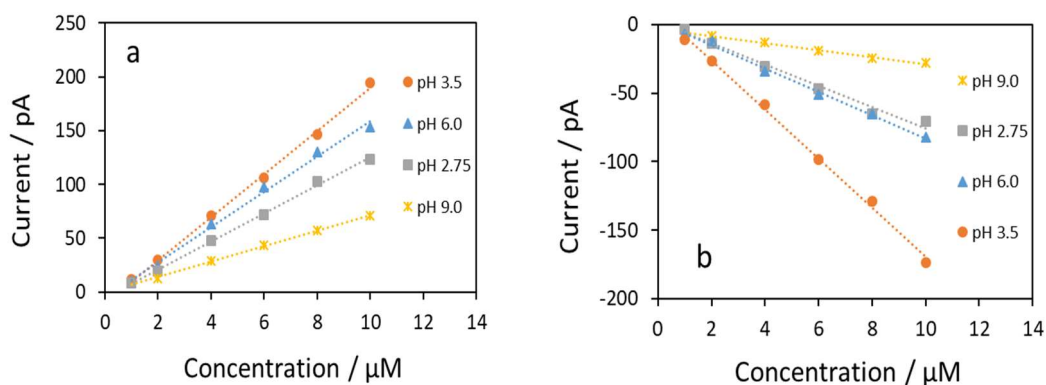 a
Current / pA
250
200
150
100
50
0
0 2 4 6 8 10 12 14
Concentration / μM
pH 3.5
pH 6.0
pH 2.75
pH 9.0
b
Current / pA
0
-50
-100
-150
-200
0 2 4 6 8 10 12 14
Concentration / μM
pH 9.0
pH 2.75
pH 6.0
pH 3.5